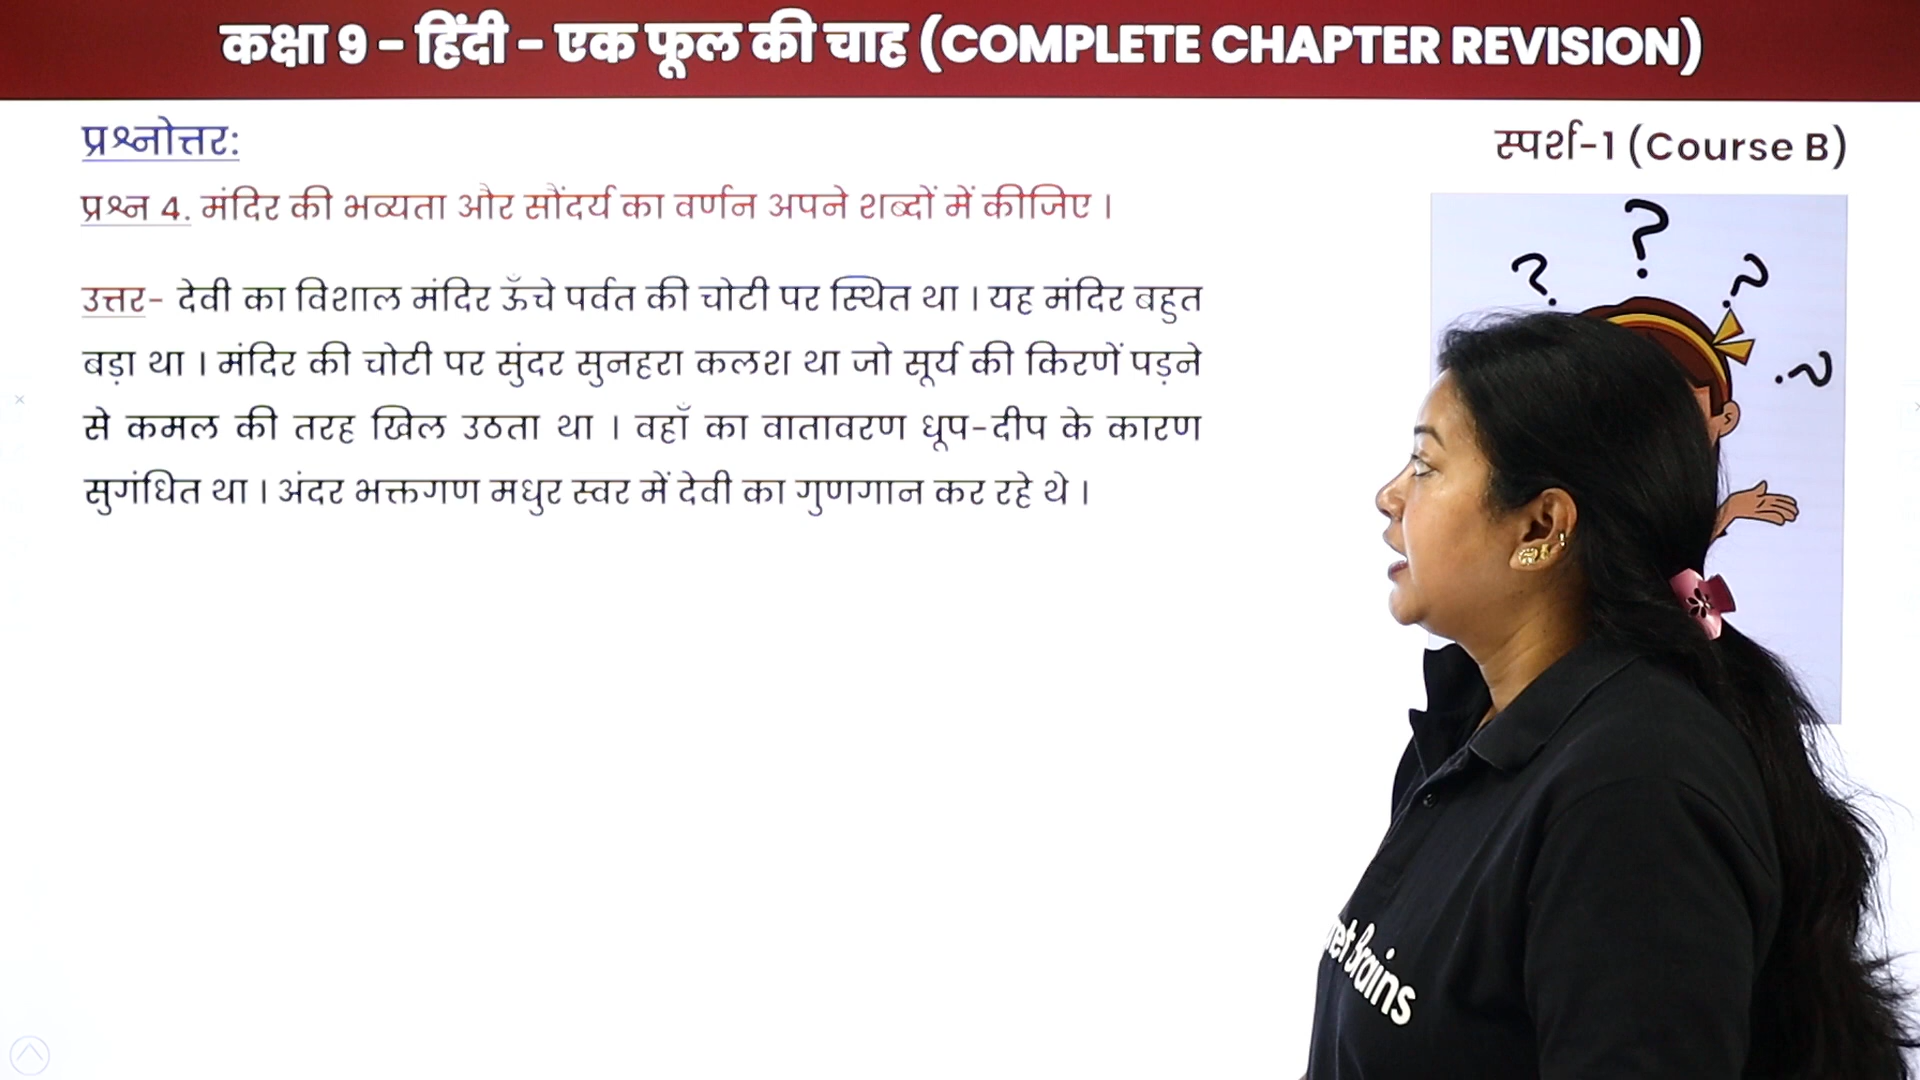 कक्षा 9 - हिंदी - एक फूल की चाह (COMPLETE CHAPTER REVISION)
प्रश्नोत्तर:
स्पर्श-1 (Course B)
प्रश्न 4. मंदिर की भव्यता और सौंदर्य का वर्णन अपने शब्दों में कीजिए ।
उत्तर- देवी का विशाल मंदिर ऊँचे पर्वत की चोटी पर स्थित था । यह मंदिर बहुत
बड़ा था । मंदिर की चोटी पर सुंदर सुनहरा कलश था जो सूर्य की किरणें पड़ने
से कमल की तरह खिल उठता था । वहाँ का वातावरण धूप-दीप के कारण
सुगंधित था । अंदर भक्तगण मधुर स्वर में देवी का गुणगान कर रहे थे ।
? ? ? ?
Brains